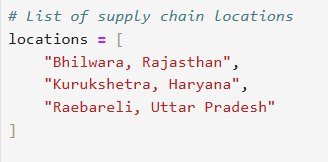 # List of supply chain locations
locations = [
    "Bhilwara, Rajasthan",
    "Kurukshetra, Haryana",
    "Raebareli, Uttar Pradesh"
]